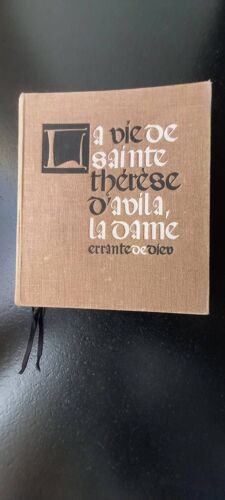 La vie de
sainte
thérèse
d'avila,
la dame
errante de dieu